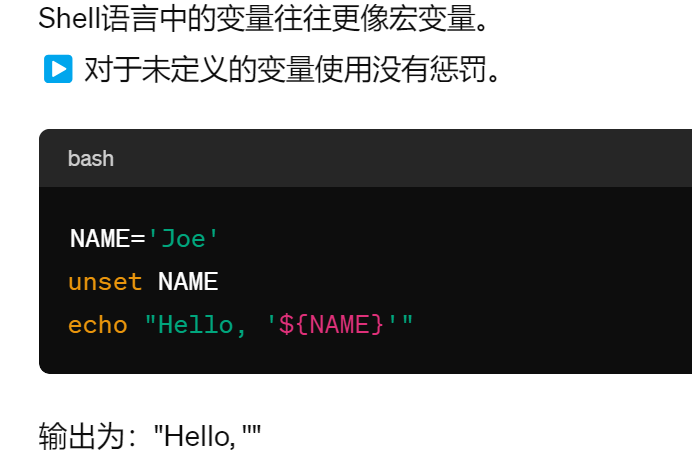 Shell语言中的变量往往更像宏变量。
▶️ 对于未定义的变量使用没有惩罚。
bash
NAME='Joe'
unset NAME
echo "Hello, '${NAME}'"
输出为："Hello, ""